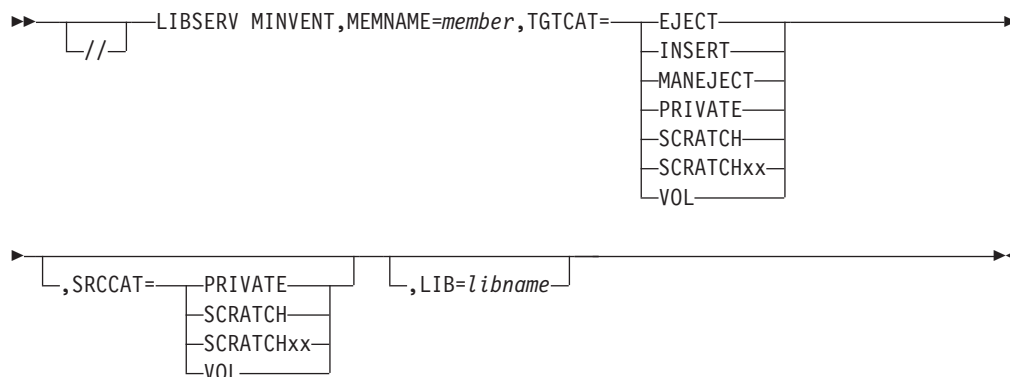 LIBSERV MINVENT,MEMNAME=member,TGTCAT=
EJECT
//
INSERT
MANEJECT
PRIVATE
SCRATCH
SCRATCHxx
VOL
,SRCCAT=
PRIVATE
,LIB=libname
SCRATCH
SCRATCHxx
VOL